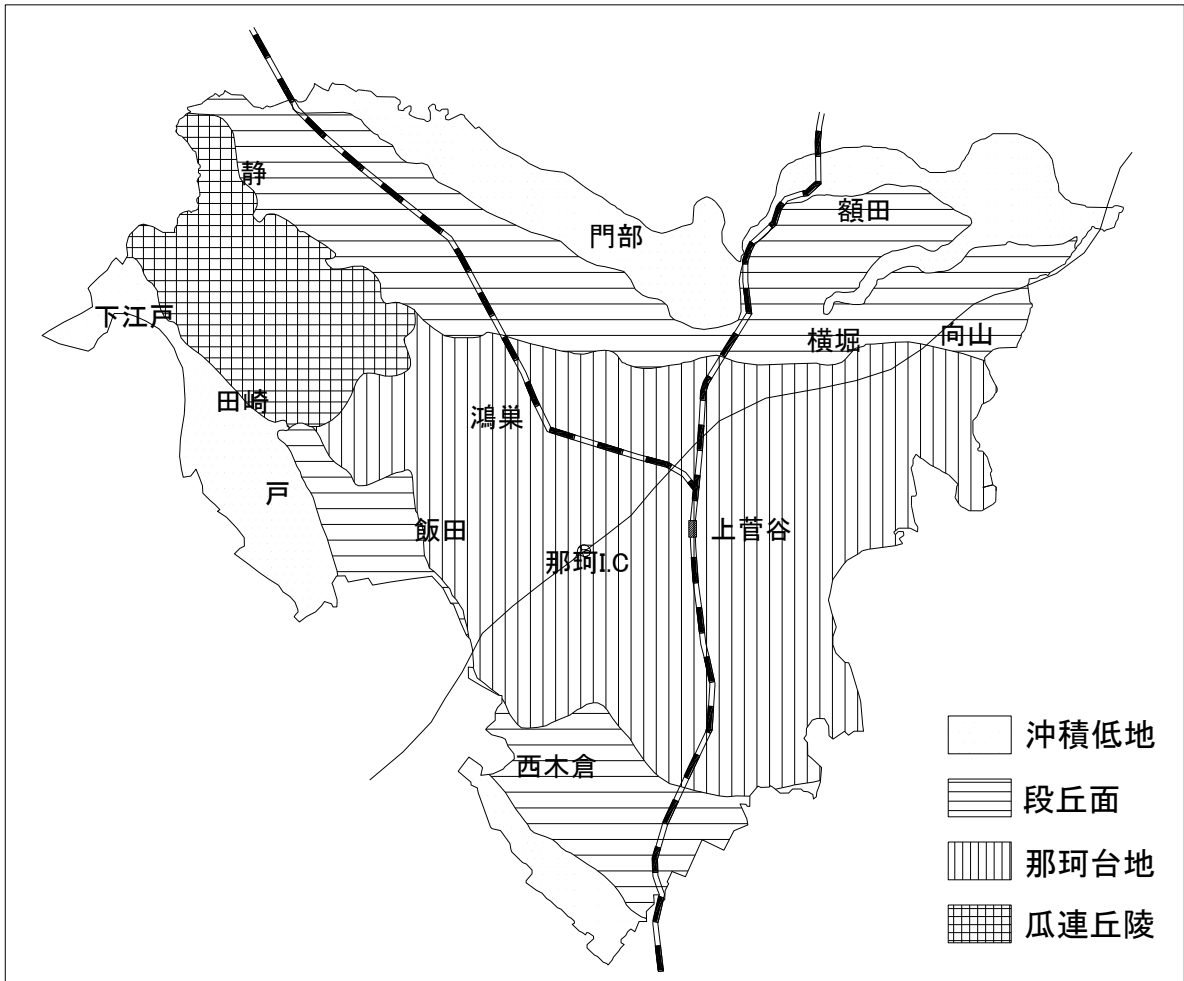 静
額田
門部
下江戸
横堀
向山
田崎
鴻巣
戸
飯田
上菅谷
那珂I.C
西木倉
沖積低地
段丘面
那珂台地
瓜連丘陵